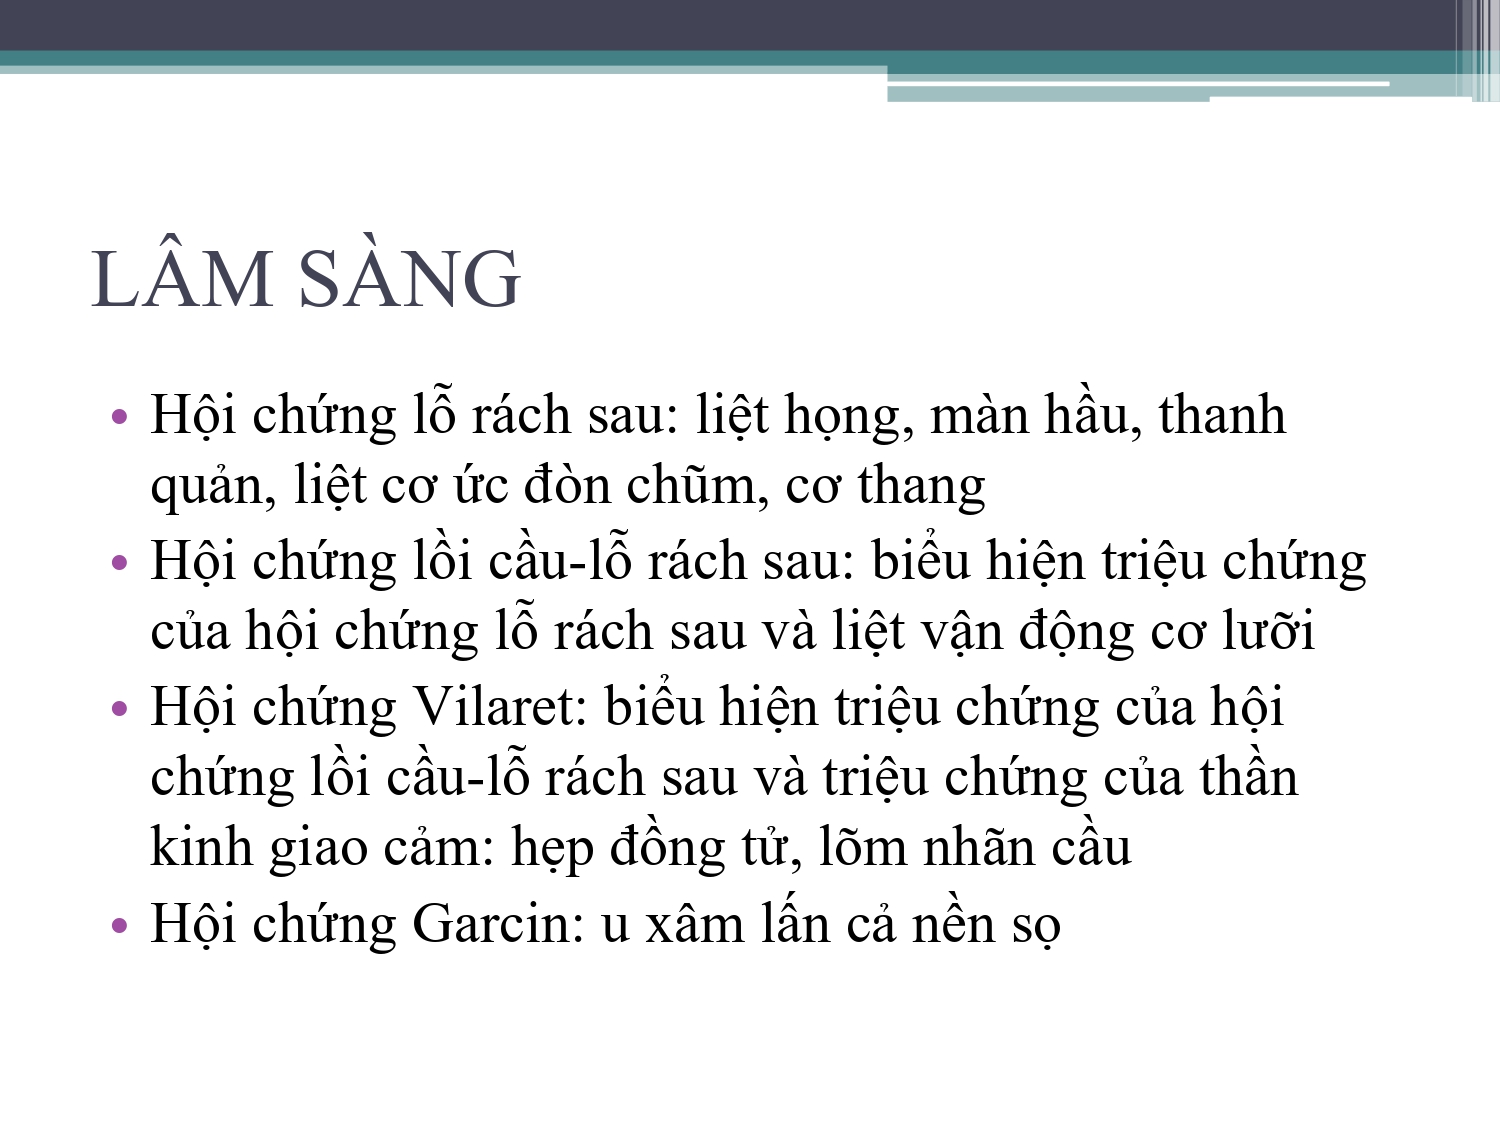 LÂM SÀNG
• Hội chứng lỗ rách sau: liệt họng, màn hầu, thanh
quản, liệt cơ ức đòn chũm, cơ thang
• Hội chứng lồi cầu-lỗ rách sau: biểu hiện triệu chứng
của hội chứng lỗ rách sau và liệt vận động cơ lưỡi
• Hội chứng Vilaret: biểu hiện triệu chứng của hội
chứng lồi cầu-lỗ rách sau và triệu chứng của thần
kinh giao cảm: hẹp đồng tử, lõm nhãn cầu
• Hội chứng Garcin: u xâm lấn cả nền sọ